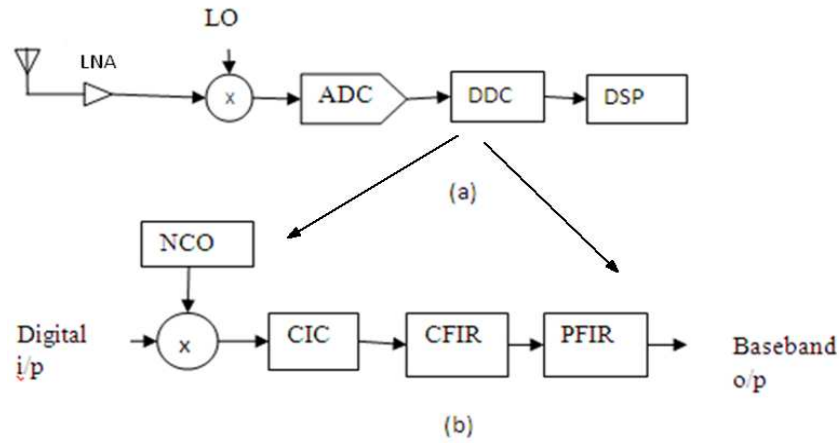 LO
LNA
X
ADC
DDC
DSP
(a)
NCO
Digital
i/p
X
CIC
CFIR
PFIR
Baseband
o/p
(b)